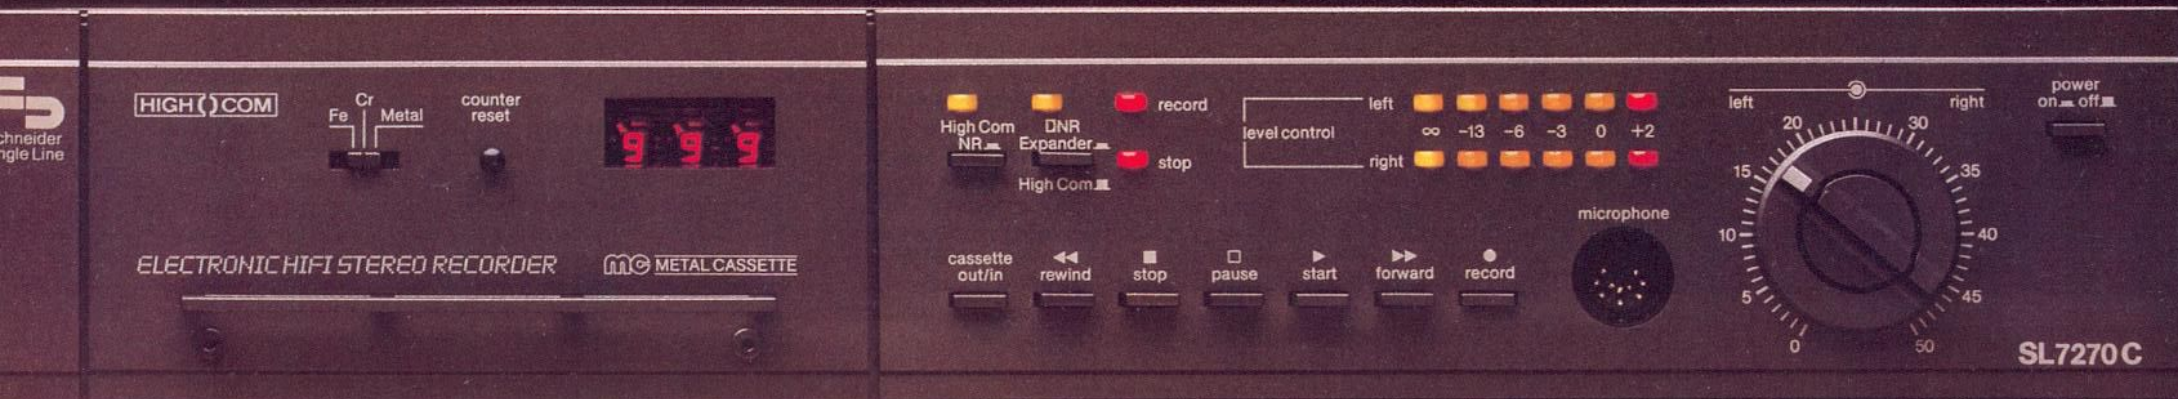 HIGH COM
Fe Cr Metal
counter
reset
999
ELECTRONIC HIFI STEREO RECORDER
MC METAL CASSETTE
High Com
NR
DNR
Expander
High Com
record
stop
level control
left
∞ -13 -6 -3 0 +2
right
cassette
out/in
rewind
stop
pause
start
forward
record
microphone
left right
0 5 10 15 20 30 35 40 45 50
power
on off
SL7270C